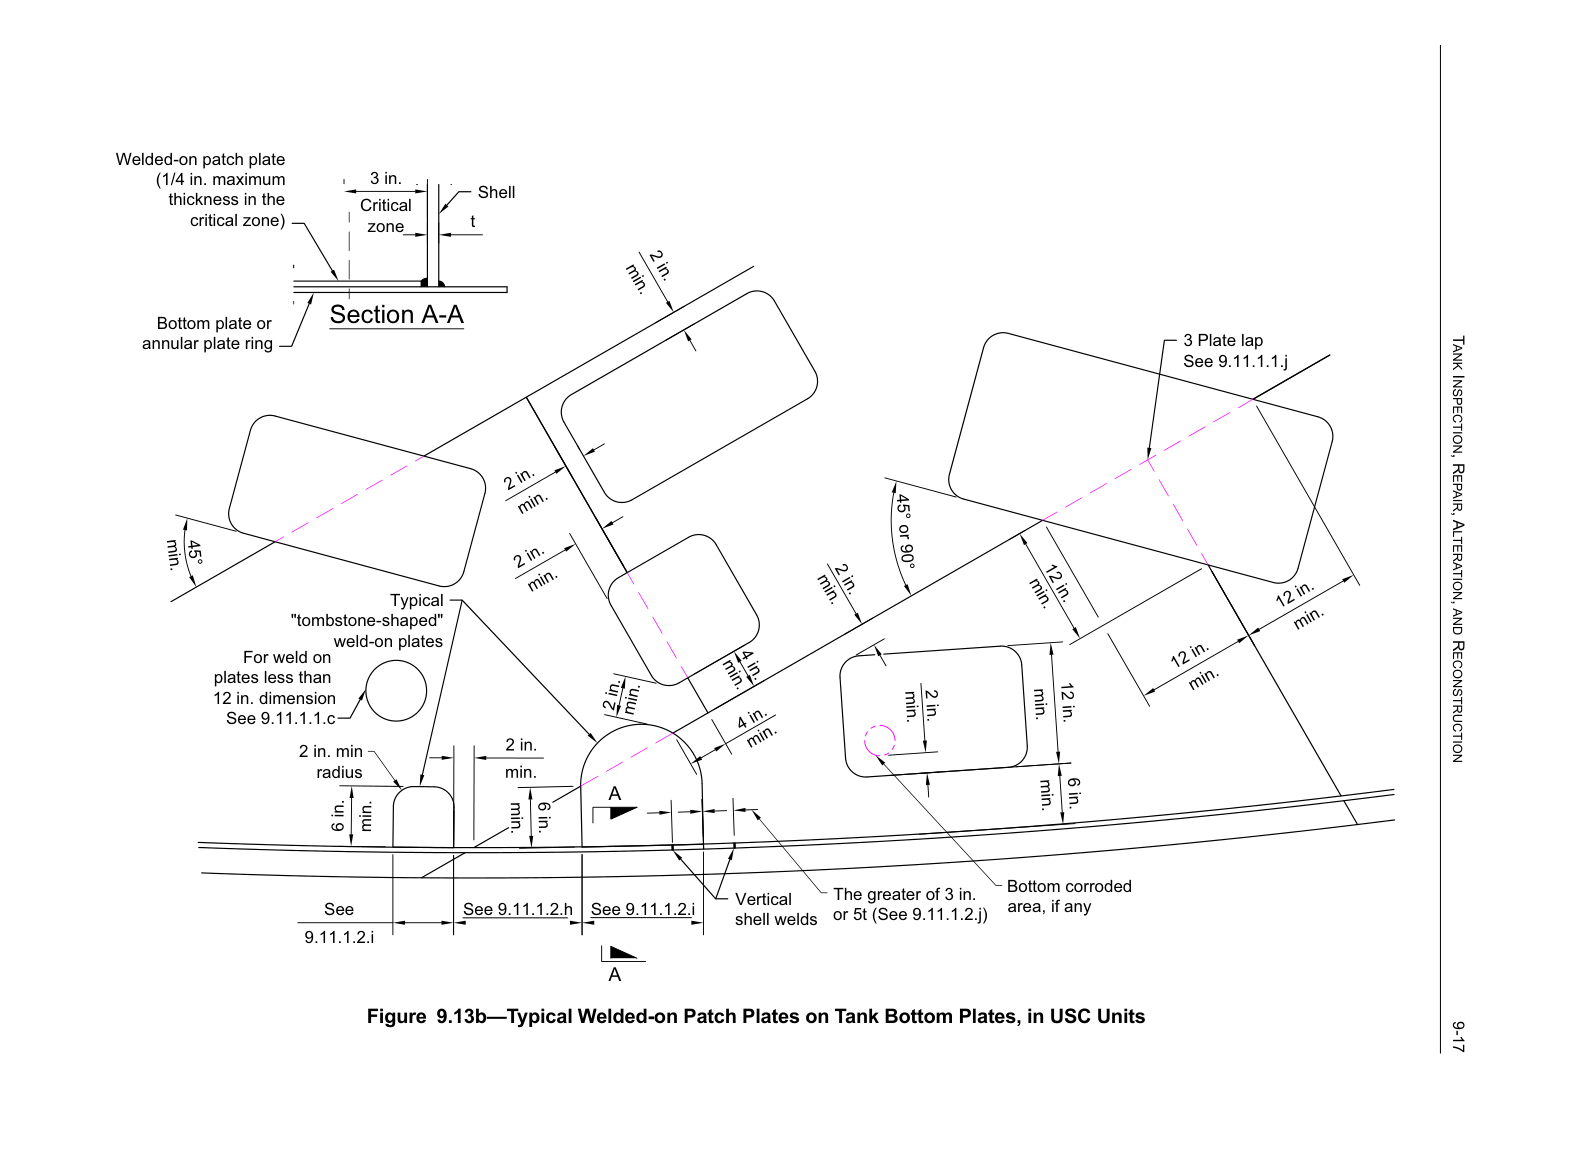 Welded-on patch plate
(1/4 in. maximum
thickness in the
critical zone)
3 in.
Critical
zone
Shell
t
Bottom plate or
annular plate ring
Section A-A
2 in.
min.
3 Plate lap
See 9.11.1.1.j
2 in.
min.
2 in.
min.
45°
min.
45° or 90°
2 in.
min.
12 in.
min.
12 in.
min.
12 in.
min.
Typical
"tombstone-shaped"
weld-on plates
For weld on
plates less than
12 in. dimension
See 9.11.1.1.c
2 in.
min.
4 in.
min.
4 in.
min.
2 in.
min.
12 in.
min.
6 in.
min.
2 in. min
radius
2 in.
min.
6 in.
min.
6 in.
min.
A
Vertical
shell welds
The greater of 3 in.
or 5t (See 9.11.1.2.j)
Bottom corroded
area, if any
See
9.11.1.2.i
See 9.11.1.2.h
See 9.11.1.2.i
A
Figure 9.13b—Typical Welded-on Patch Plates on Tank Bottom Plates, in USC Units
TANK INSPECTION, REPAIR, ALTERATION, AND RECONSTRUCTION
9-17